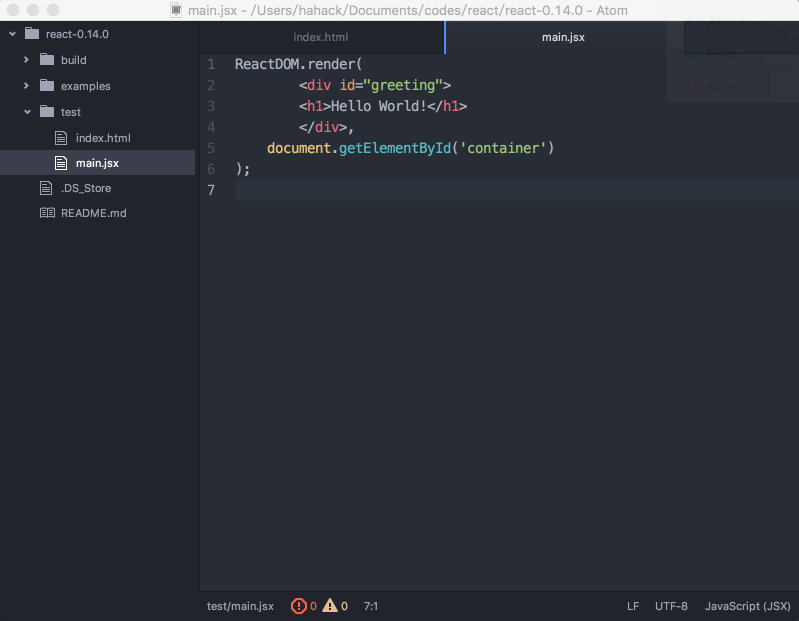 main.jsx - /Users/hahack/Documents/codes/react/react-0.14.0 - Atom
react-0.14.0
build
examples
test
index.html
main.jsx
.DS_Store
README.md
index.html
main.jsx
Help
Exit
1 ReactDOM.render(
2 <div id="greeting">
3 <h1>Hello World!</h1>
4 </div>,
5 document.getElementById('container')
6 );
7
test/main.jsx 0 0 7:1 LF UTF-8 JavaScript (JSX)